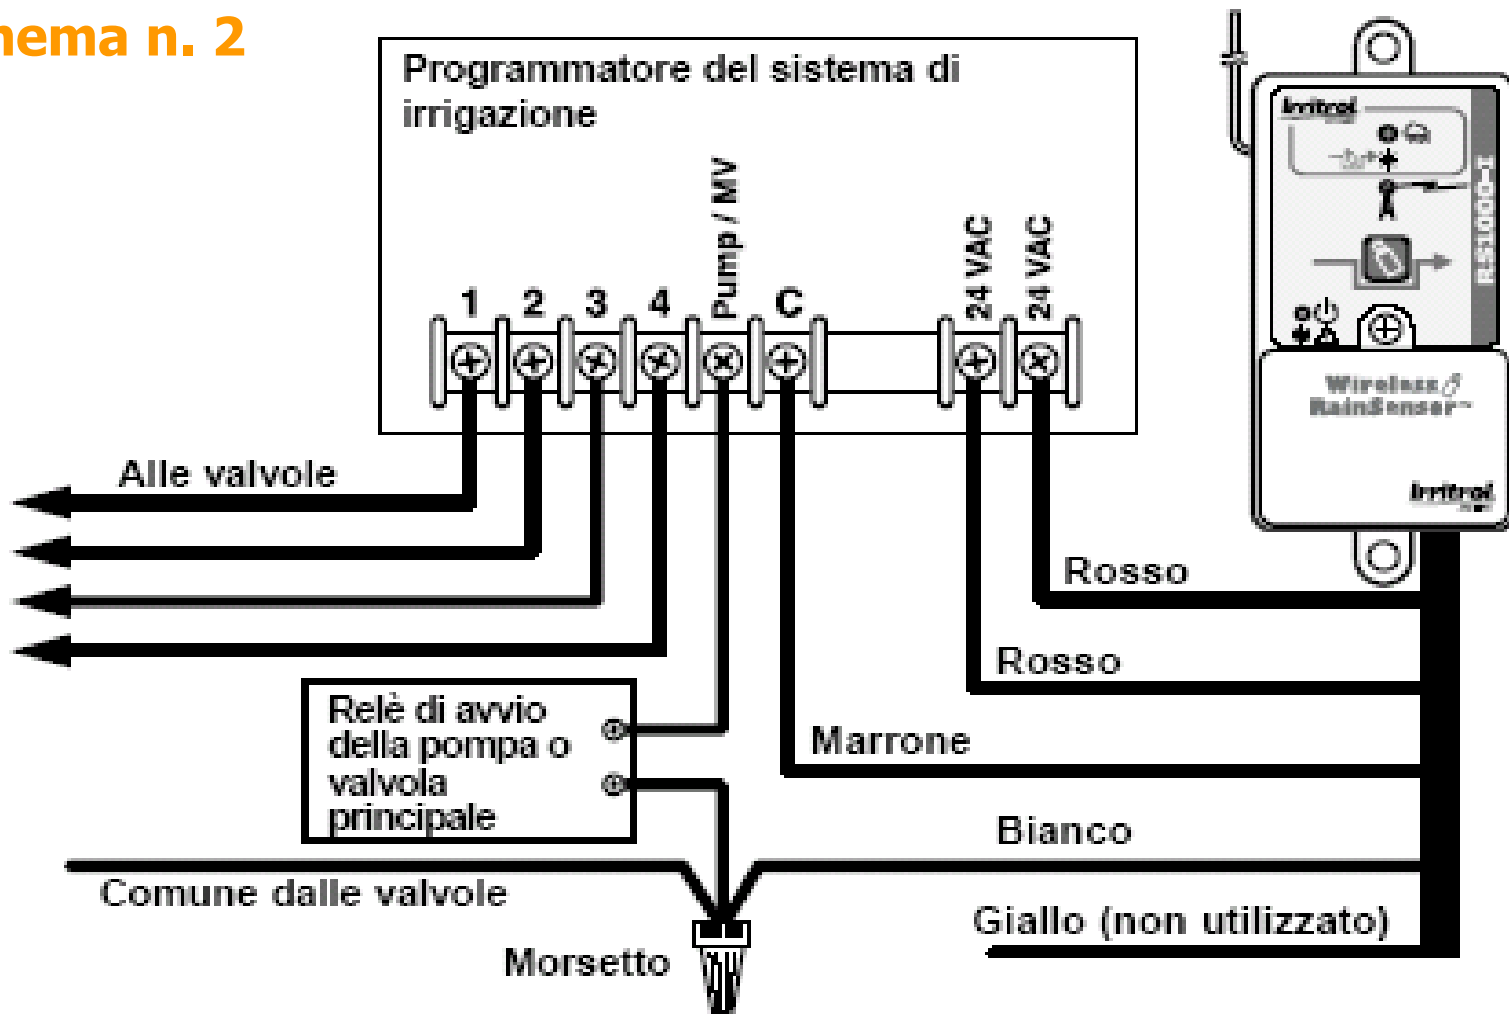 hema n. 2
Programmatore del sistema di
irrigazione
1
2
3
4
Pump / MV
C
24 VAC
24 VAC
Irritrol
RS1000-I
Wireless
RainSensor™
Irritrol
Alle valvole
Rosso
Rosso
Relè di avvio
della pompa o
valvola
principale
Marrone
Bianco
Comune dalle valvole
Giallo (non utilizzato)
Morsetto